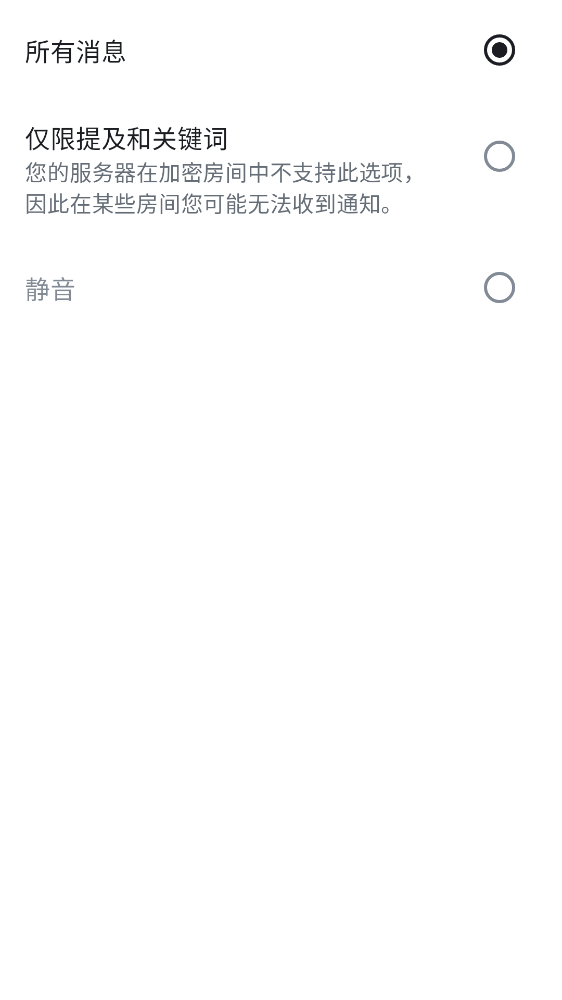 所有消息
仅限提及和关键词
您的服务器在加密房间中不支持此选项，
因此在某些房间您可能无法收到通知。
静音